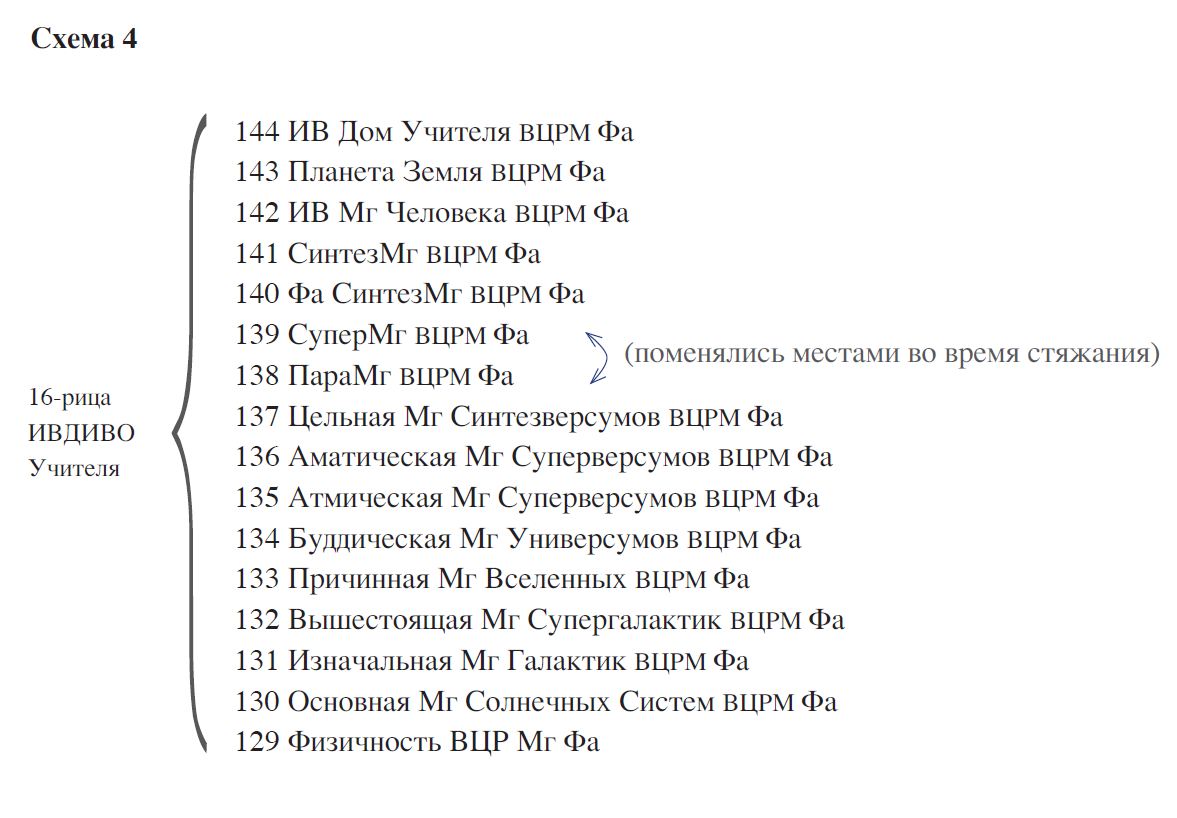 Схема 4
144 ИВ Дом Учителя ВЦРМ Фа
143 Планета Земля ВЦРМ Фа
142 ИВ Мг Человека ВЦРМ Фа
141 СинтезМг ВЦРМ Фа
140 Фа СинтезМг ВЦРМ Фа
139 СуперМг ВЦРМ Фа
(поменялись местами во время стяжания)
138 ПараМг ВЦРМ Фа
16-рица
ИВДИВО
Учителя
137 Цельная Мг Синтезверсумов ВЦРМ Фа
136 Аматическая Мг Суперверсумов ВЦРМ Фа
135 Атмическая Мг Суперверсумов ВЦРМ Фа
134 Буддическая Мг Универсумов ВЦРМ Фа
133 Причинная Мг Вселенных ВЦРМ Фа
132 Вышестоящая Мг Супергалактик ВЦРМ Фа
131 Изначальная Мг Галактик ВЦРМ Фа
130 Основная Мг Солнечных Систем ВЦРМ Фа
129 Физичность ВЦР Мг Фа